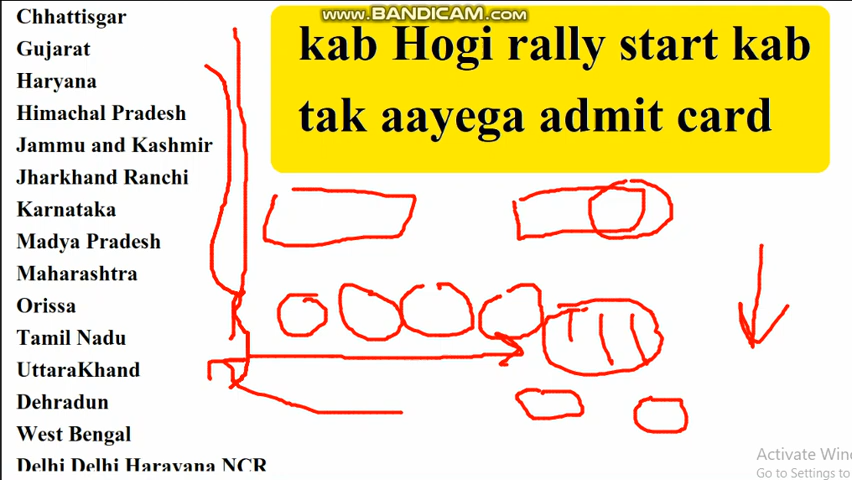 www.BANDICAM.com
kab Hogi rally start kab
tak aayega admit card
Chhattisgar
Gujarat
Haryana
Himachal Pradesh
Jammu and Kashmir
Jharkhand Ranchi
Karnataka
Madya Pradesh
Maharashtra
Orissa
Tamil Nadu
UttaraKhand
Dehradun
West Bengal
Delhi Delhi Harayana NCR
Activate Wind
Go to Settings to